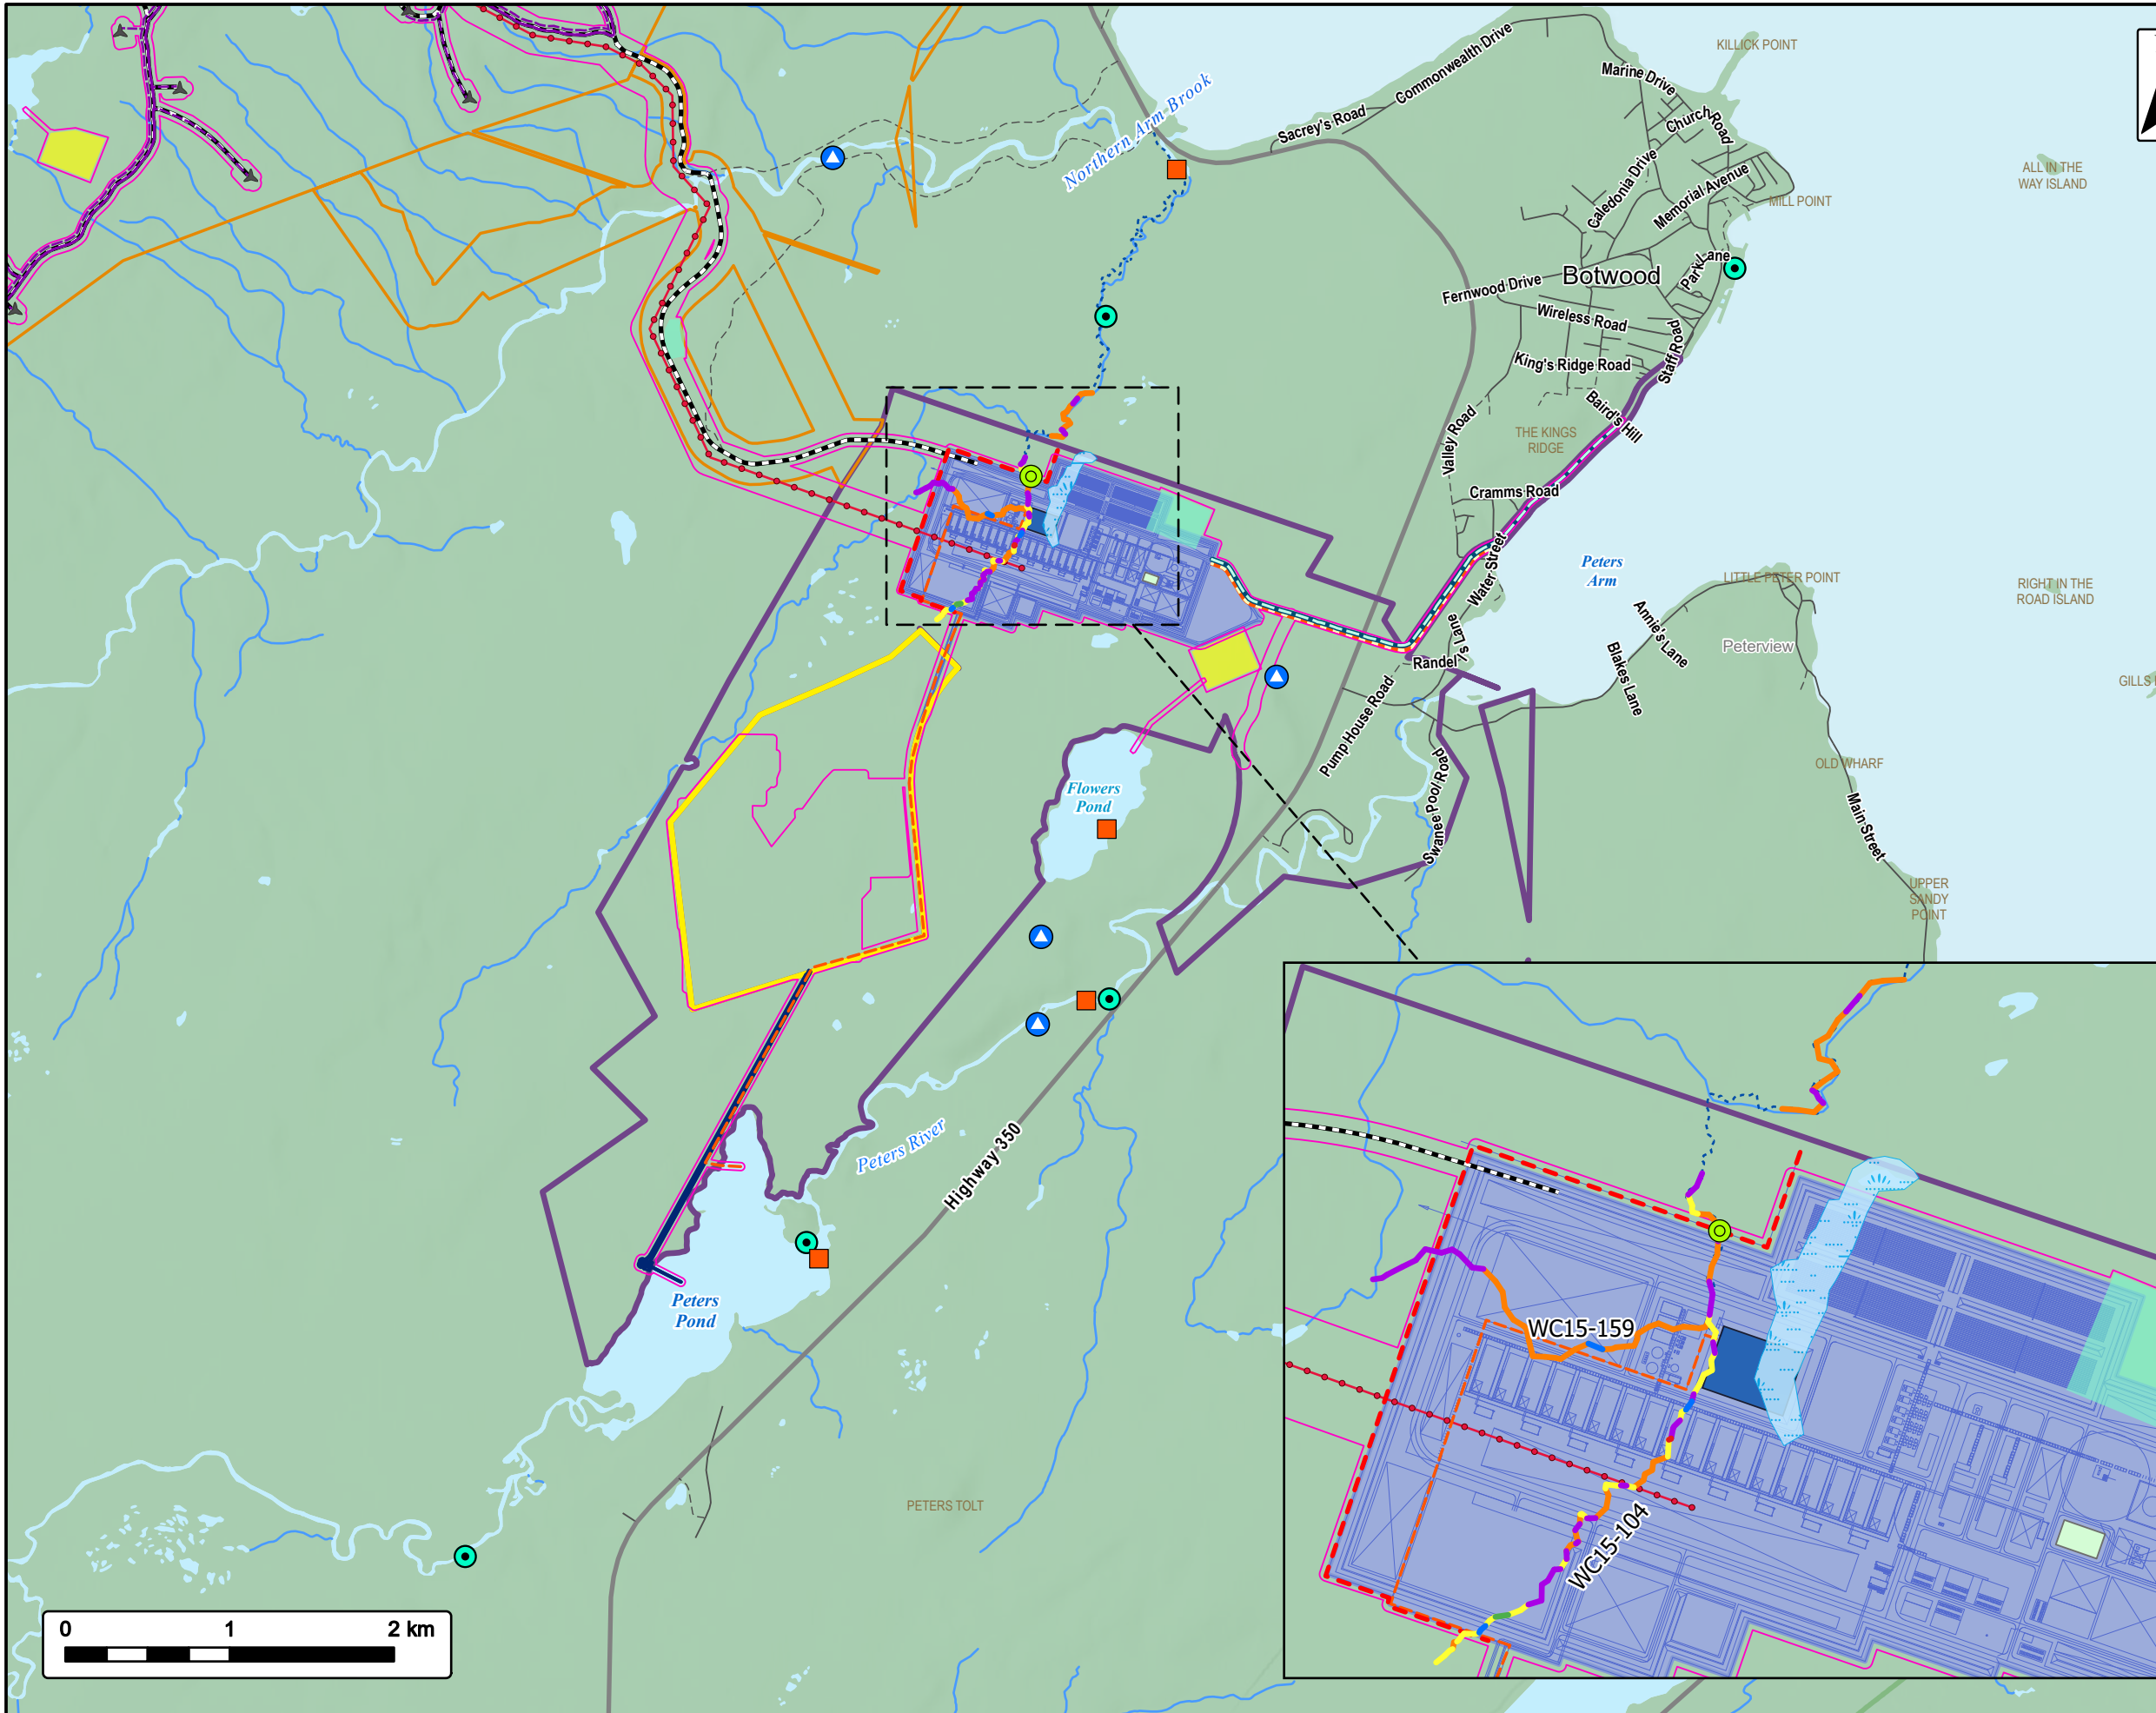 KILLICK POINT
Commonwealth Drive
Marine Drive
Sacrey's Road
Church Road
Northern Arm Brook
ALL IN THE
WAY ISLAND
Caledonia Drive
Memorial Avenue
MILL POINT
Park Lane
Botwood
Fernwood Drive
Wireless Road
Staff Road
King's Ridge Road
Baird's Hill
Valley Road
THE KINGS
RIDGE
Cramms Road
Water Street
Peters
Arm
LITTLE PETER POINT
RIGHT IN THE
ROAD ISLAND
Annie's Lane
Peterview
Randel's Lane
Blakes Lane
GILLS
Pump House Road
Swanee Pool Road
OLD WHARF
Main Street
Flowers
Pond
UPPER
SANDY
POINT
Peters River
Highway 350
Peters
Pond
PETERS TOLT
WC15-159
WC15-104
0 1 2 km